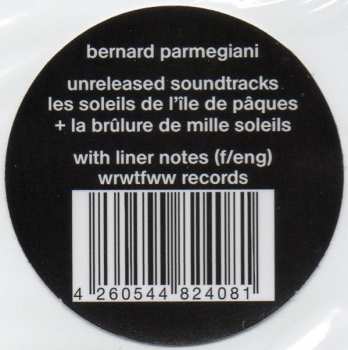 bernard parmegiani
unreleased soundtracks
les soleils de l'île de pâques
+ la brûlure de mille soleils
with liner notes (f/eng)
wrwtfww records
4 260544 824081